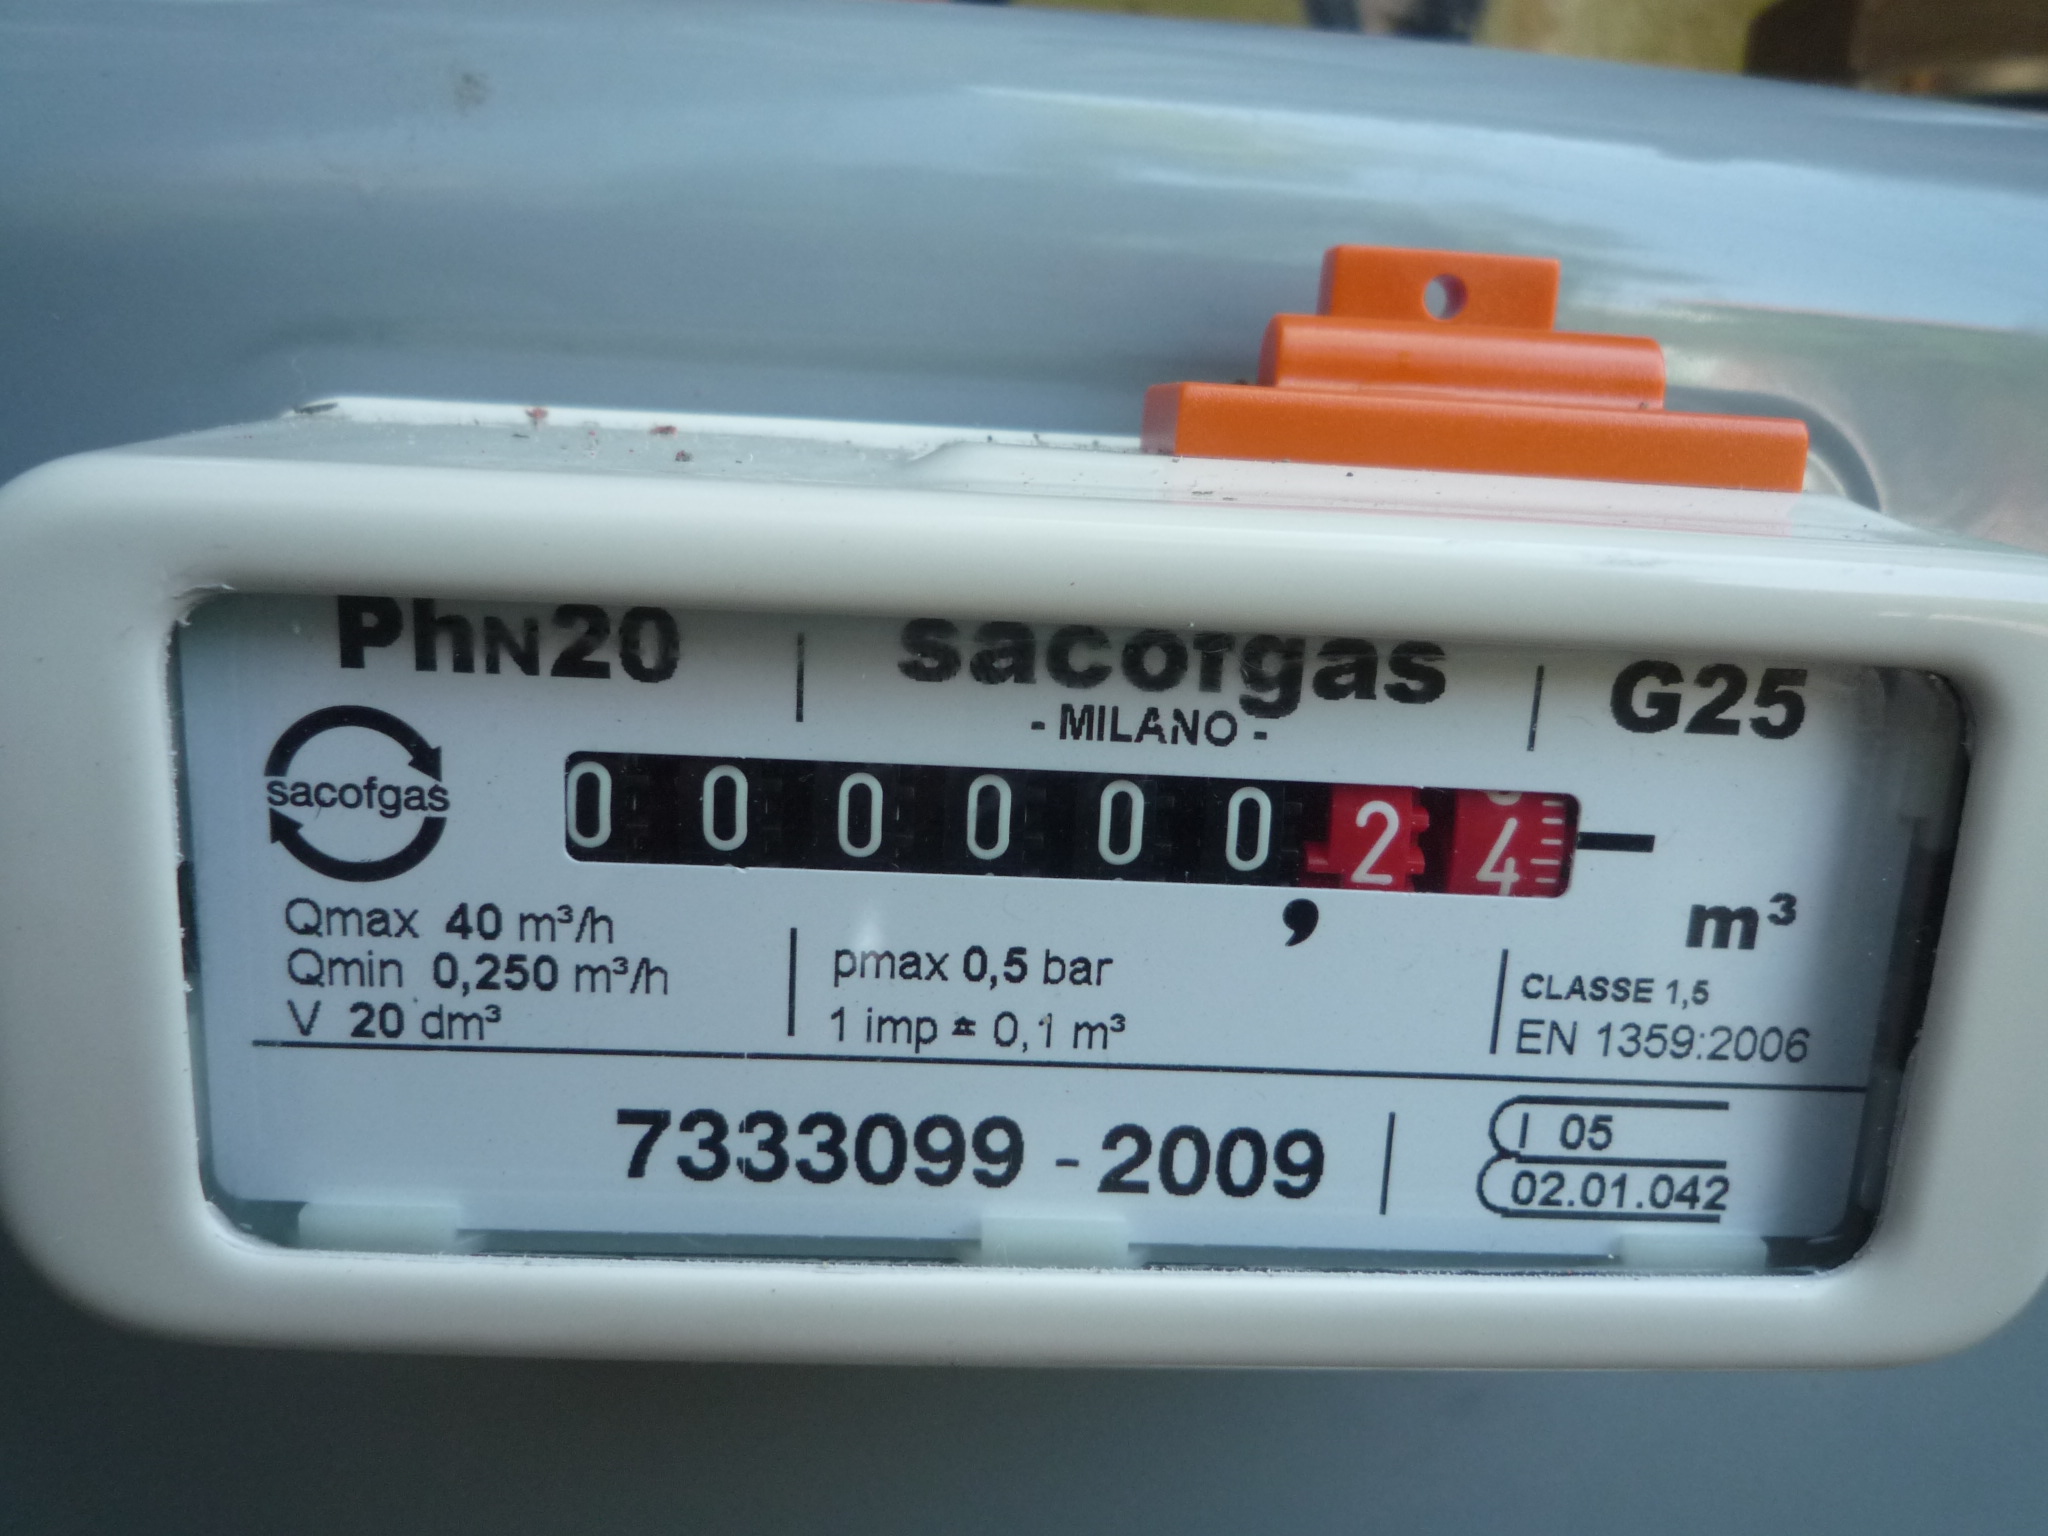 PhN20 | sacofgas | G25
- MILANO -
sacofgas
0 0 0 0 0 0 , 2 4
m³
Qmax 40 m³/h
Qmin 0,250 m³/h
V 20 dm³
pmax 0,5 bar
1 imp ≙ 0,1 m³
CLASSE 1,5
EN 1359:2006
7333099 - 2009
I 05
02.01.042